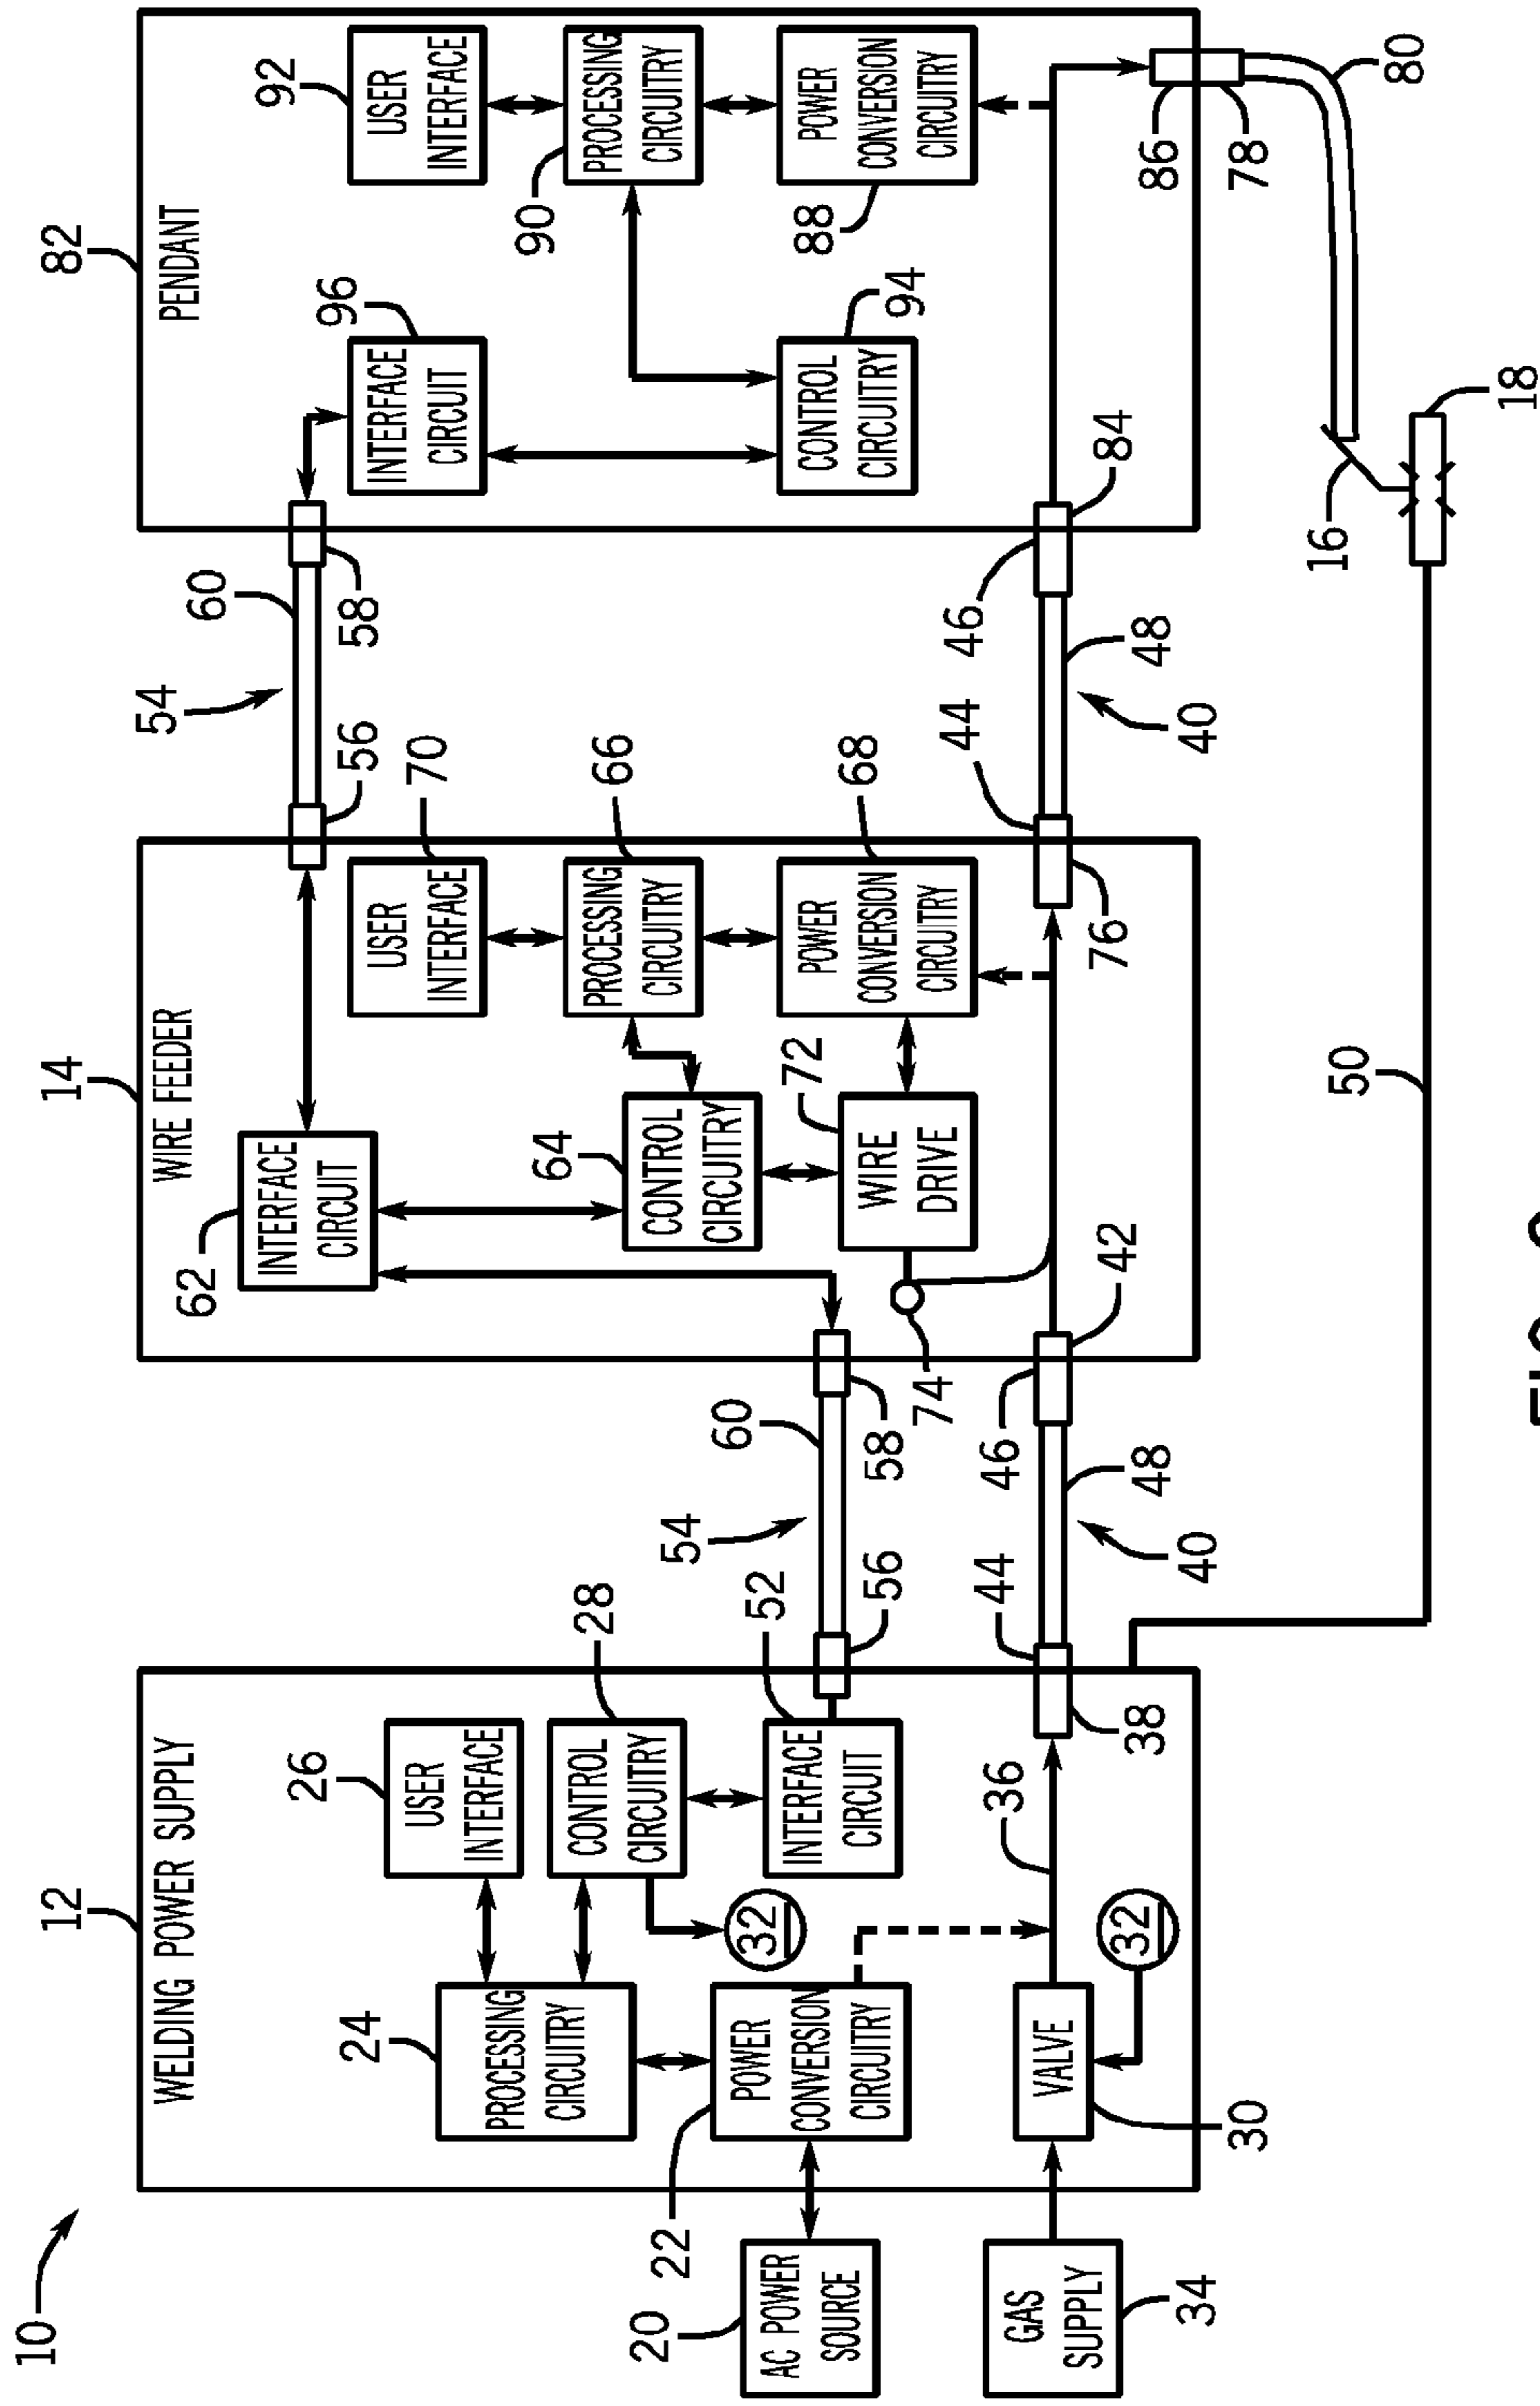 10
12
WELDING POWER SUPPLY
26
USER
INTERFACE
24
PROCESSING
CIRCUITRY
28
CONTROL
CIRCUITRY
32
52
INTERFACE
CIRCUIT
22
POWER
CONVERSION
CIRCUITRY
20
AC POWER
SOURCE
GAS
SUPPLY
34
VALVE
30
32
36
38
44
56
54
60
58
40
48
46
42
14
WIRE FEEDER
62
INTERFACE
CIRCUIT
70
USER
INTERFACE
66
PROCESSING
CIRCUITRY
64
CONTROL
CIRCUITRY
68
POWER
CONVERSION
CIRCUITRY
72
WIRE
DRIVE
74
76
56
54
60
58
44
40
48
46
84
82
PENDANT
96
INTERFACE
CIRCUIT
92
USER
INTERFACE
90
PROCESSING
CIRCUITRY
94
CONTROL
CIRCUITRY
88
POWER
CONVERSION
CIRCUITRY
86
78
80
16
18
50